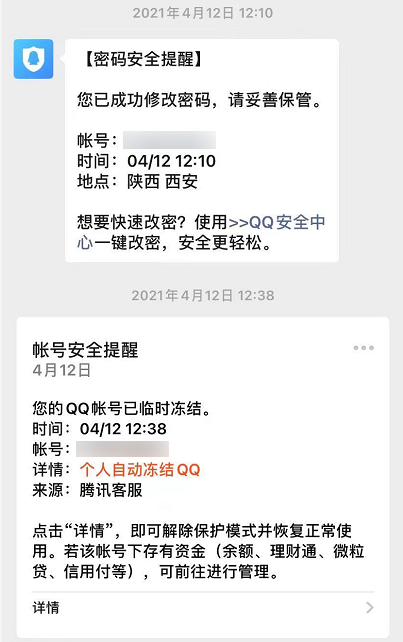 2021年4月12日 12:10
【密码安全提醒】
您已成功修改密码，请妥善保管。
帐号：
时间：04/12 12:10
地点：陕西 西安
想要快速改密？使用>>QQ安全中
心一键改密，安全更轻松。
2021年4月12日 12:38
帐号安全提醒
4月12日
您的QQ帐号已临时冻结。
时间：04/12 12:38
帐号：
详情：个人自动冻结QQ
来源：腾讯客服
点击“详情”，即可解除保护模式并恢复正常使
用。若该帐号下存有资金（余额、理财通、微粒
贷、信用付等），可前往进行管理。
详情